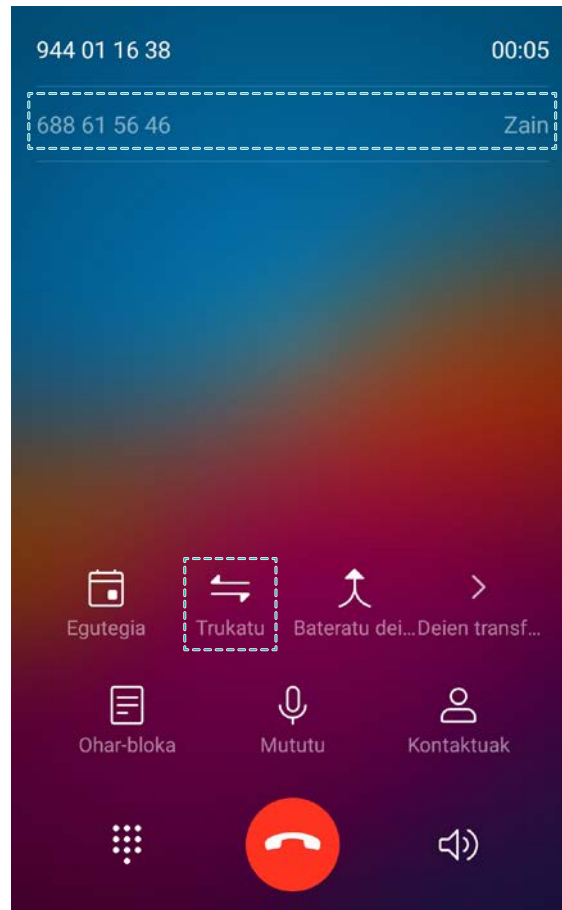 944 01 16 38 00:05
688 61 56 46 Zain
Egutegia Trukatu Bateratu dei... Deien transf...
Ohar-bloka Mututu Kontaktuak